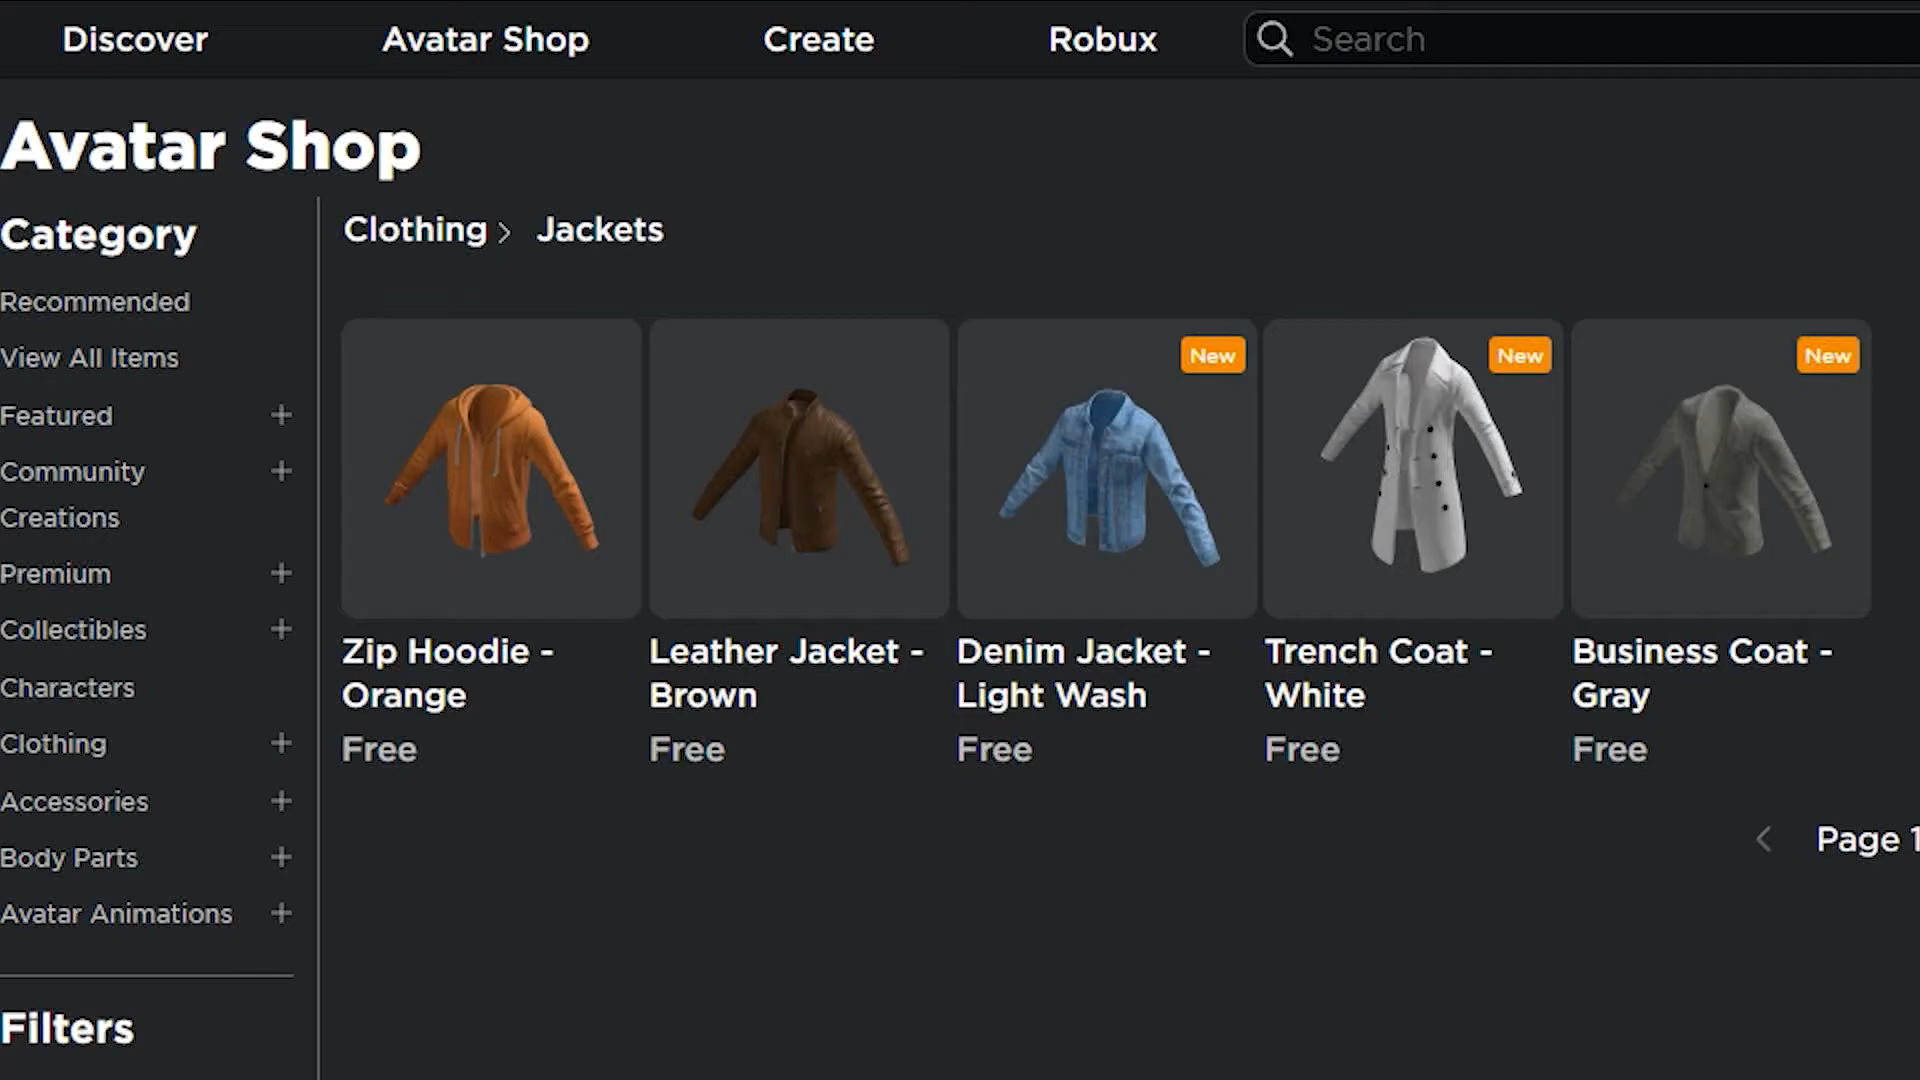 Discover
Avatar Shop
Create
Robux
Search
Avatar Shop
Category
Recommended
View All Items
Featured +
Community +
Creations
Premium +
Collectibles +
Characters
Clothing +
Accessories +
Body Parts +
Avatar Animations +
Filters
Clothing > Jackets
Zip Hoodie -
Orange
Free
Leather Jacket -
Brown
Free
New
Denim Jacket -
Light Wash
Free
New
Trench Coat -
White
Free
New
Business Coat -
Gray
Free
< Page 1